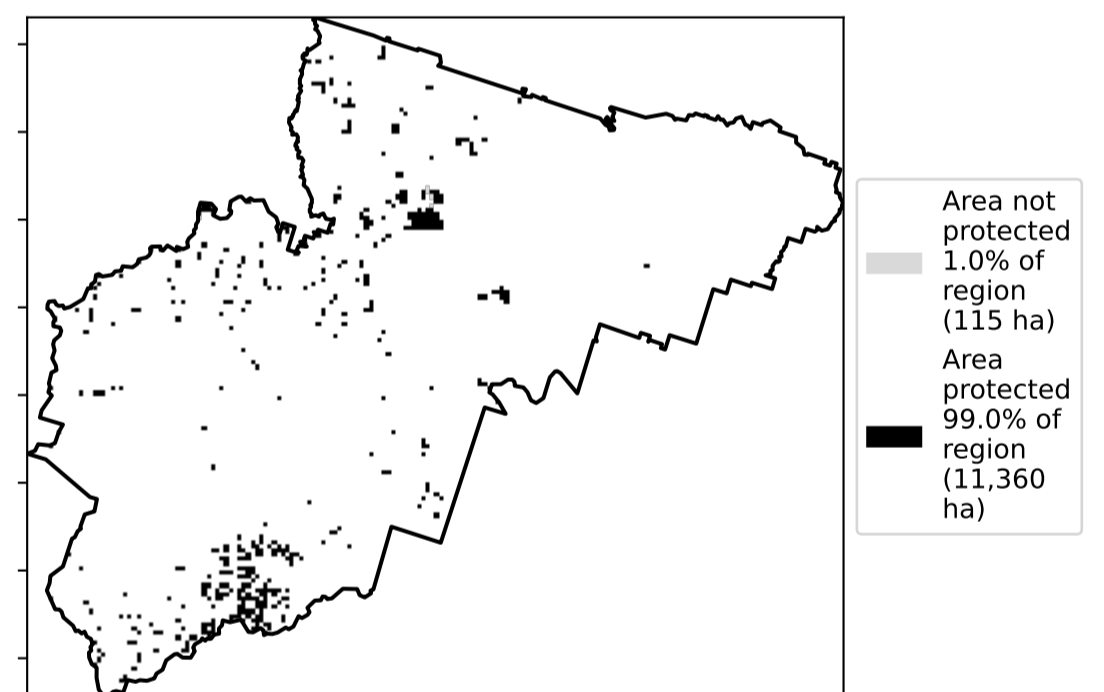 Area not
protected
1.0% of
region
(115 ha)
Area
protected
99.0% of
region
(11,360
ha)